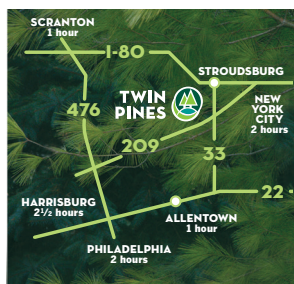 SCRANTON
1 hour
I-80
STROUDSBURG
TWIN
PINES
476
NEW
YORK
CITY
2 hours
209
33
HARRISBURG
2½ hours
22
ALLENTOWN
1 hour
PHILADELPHIA
2 hours